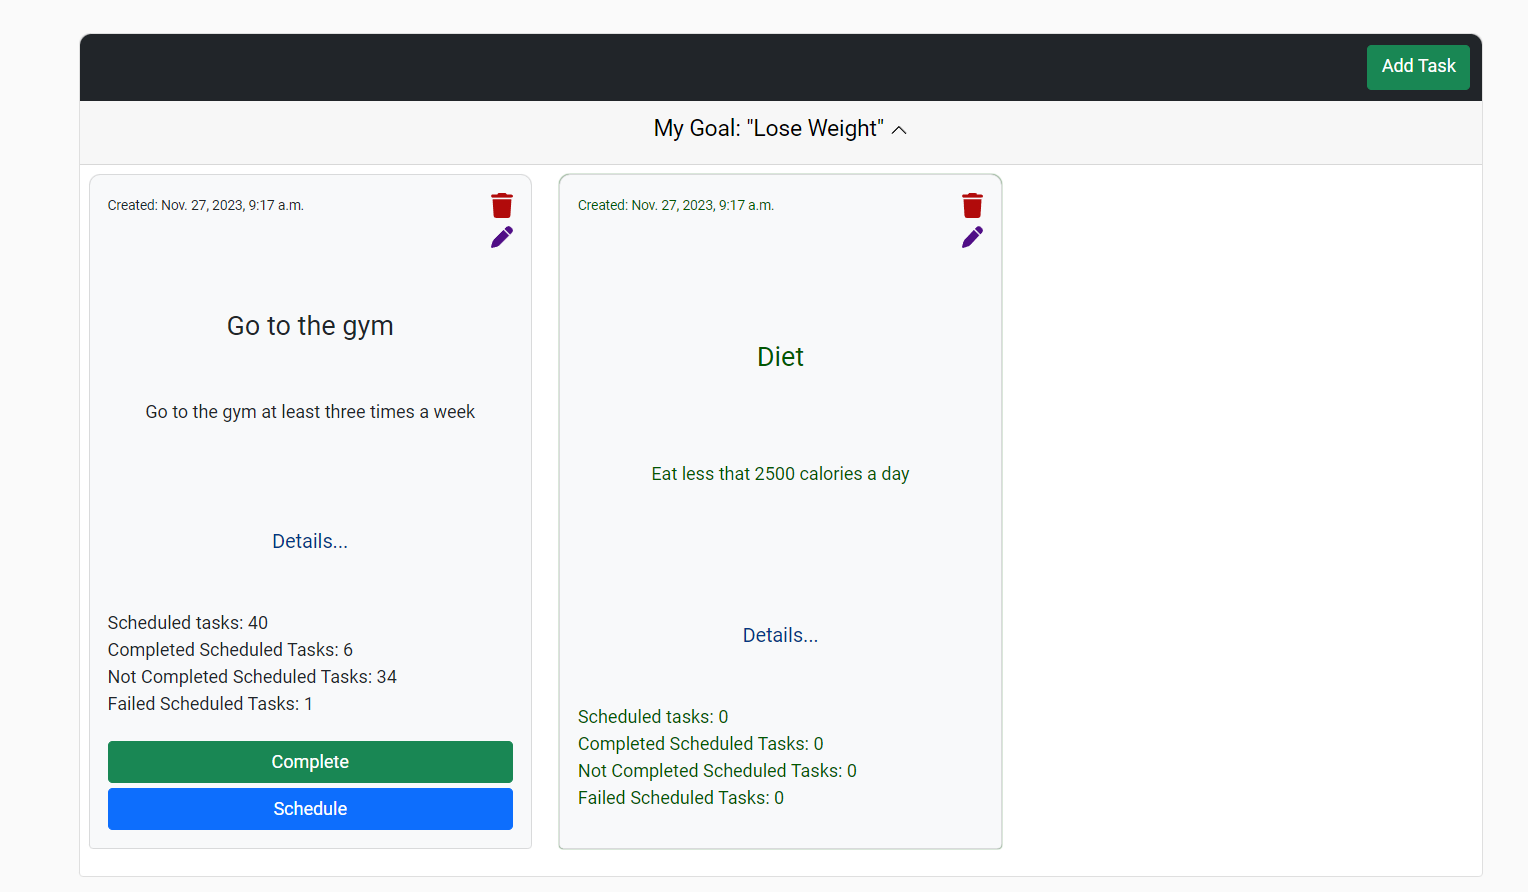 Add Task
My Goal: "Lose Weight"
Created: Nov. 27, 2023, 9:17 a.m.
Go to the gym
Go to the gym at least three times a week
Details...
Scheduled tasks: 40
Completed Scheduled Tasks: 6
Not Completed Scheduled Tasks: 34
Failed Scheduled Tasks: 1
Complete
Schedule
Created: Nov. 27, 2023, 9:17 a.m.
Diet
Eat less that 2500 calories a day
Details...
Scheduled tasks: 0
Completed Scheduled Tasks: 0
Not Completed Scheduled Tasks: 0
Failed Scheduled Tasks: 0